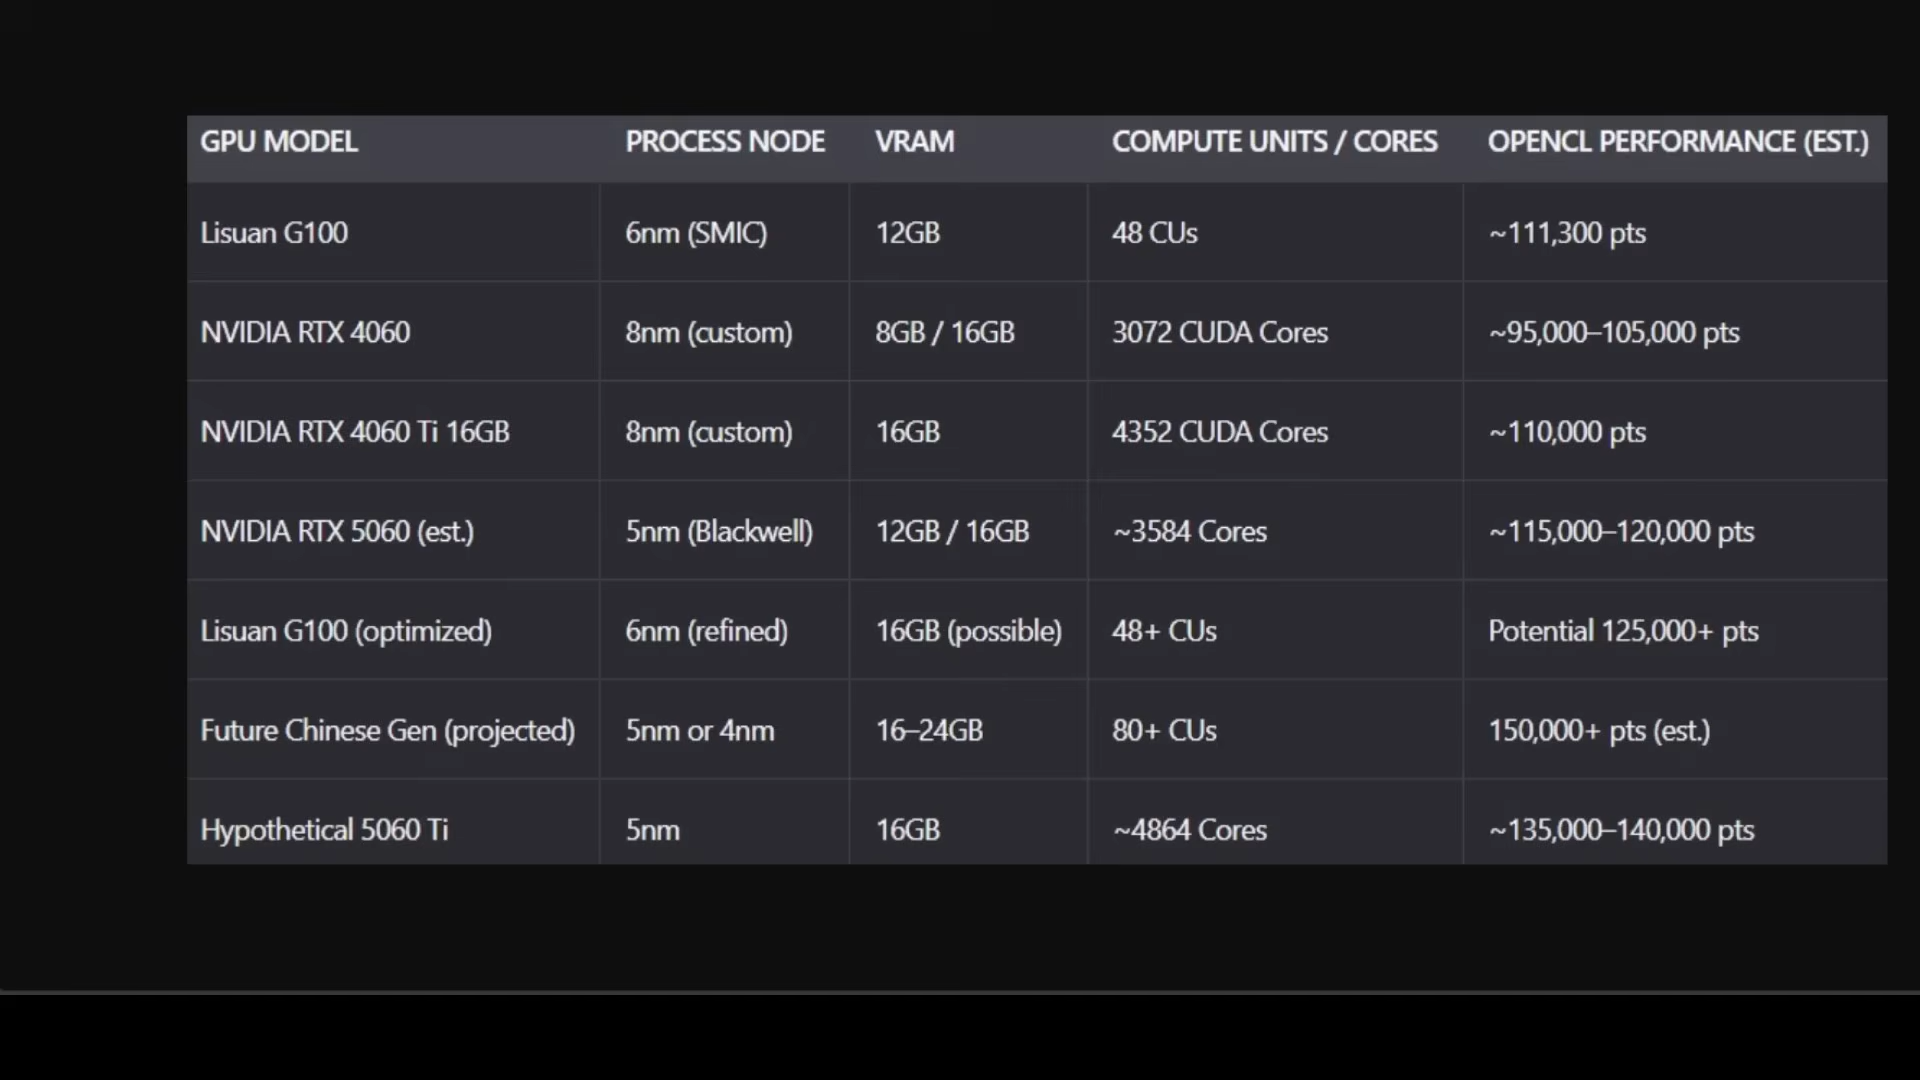 GPU MODEL PROCESS NODE VRAM COMPUTE UNITS / CORES OPENCL PERFORMANCE (EST.)
Lisuan G100 6nm (SMIC) 12GB 48 CUs ~111,300 pts
NVIDIA RTX 4060 8nm (custom) 8GB / 16GB 3072 CUDA Cores ~95,000–105,000 pts
NVIDIA RTX 4060 Ti 16GB 8nm (custom) 16GB 4352 CUDA Cores ~110,000 pts
NVIDIA RTX 5060 (est.) 5nm (Blackwell) 12GB / 16GB ~3584 Cores ~115,000–120,000 pts
Lisuan G100 (optimized) 6nm (refined) 16GB (possible) 48+ CUs Potential 125,000+ pts
Future Chinese Gen (projected) 5nm or 4nm 16–24GB 80+ CUs 150,000+ pts (est.)
Hypothetical 5060 Ti 5nm 16GB ~4864 Cores ~135,000–140,000 pts